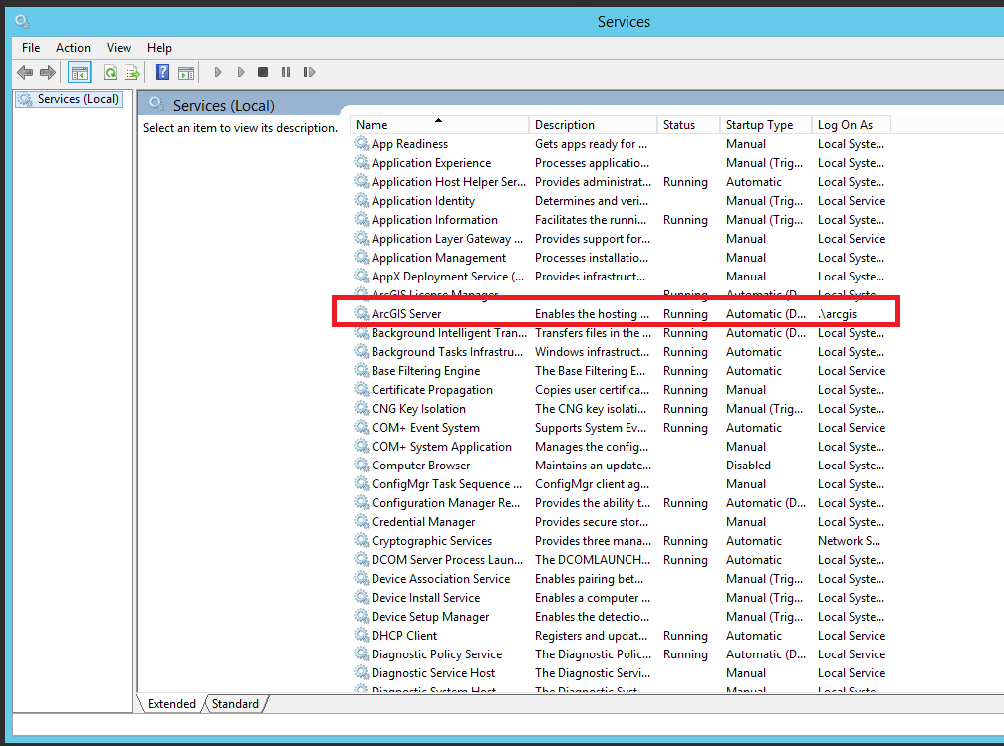 Services
File Action View Help
Services (Local)
Services (Local)
Select an item to view its description.
Name Description Status Startup Type Log On As
App Readiness Gets apps ready for ... Manual Local Syste...
Application Experience Processes applicatio... Manual (Trig... Local Syste...
Application Host Helper Ser... Provides administrat... Running Automatic Local Syste...
Application Identity Determines and veri... Manual (Trig... Local Service
Application Information Facilitates the runni... Running Manual (Trig... Local Syste...
Application Layer Gateway ... Provides support for... Manual Local Service
Application Management Processes installatio... Manual Local Syste...
AppX Deployment Service (... Provides infrastruct... Manual Local Syste...
ArcGIS License Manager Running Automatic (D... Local Syste...
ArcGIS Server Enables the hosting ... Running Automatic (D... .\arcgis
Background Intelligent Tran... Transfers files in the ... Running Automatic (D... Local Syste...
Background Tasks Infrastru... Windows infrastruct... Running Automatic Local Syste...
Base Filtering Engine The Base Filtering E... Running Automatic Local Service
Certificate Propagation Copies user certifica... Running Manual Local Syste...
CNG Key Isolation The CNG key isolati... Running Manual (Trig... Local Syste...
COM+ Event System Supports System Ev... Running Automatic Local Service
COM+ System Application Manages the config... Manual Local Syste...
Computer Browser Maintains an update... Disabled Local Syste...
ConfigMgr Task Sequence ... ConfigMgr client ag... Manual Local Syste...
Configuration Manager Re... Provides the ability t... Running Automatic (D... Local Syste...
Credential Manager Provides secure stor... Manual Local Syste...
Cryptographic Services Provides three mana... Running Automatic Network S...
DCOM Server Process Laun... The DCOMLAUNCH... Running Automatic Local Syste...
Device Association Service Enables pairing bet... Manual (Trig... Local Syste...
Device Install Service Enables a computer ... Manual (Trig... Local Syste...
Device Setup Manager Enables the detectio... Manual (Trig... Local Syste...
DHCP Client Registers and updat... Running Automatic Local Service
Diagnostic Policy Service The Diagnostic Polic... Running Automatic (D... Local Service
Diagnostic Service Host The Diagnostic Servi... Manual Local Service
Diagnostic System Host The Diagnostic Syst... Manual Local Syste...
Extended Standard